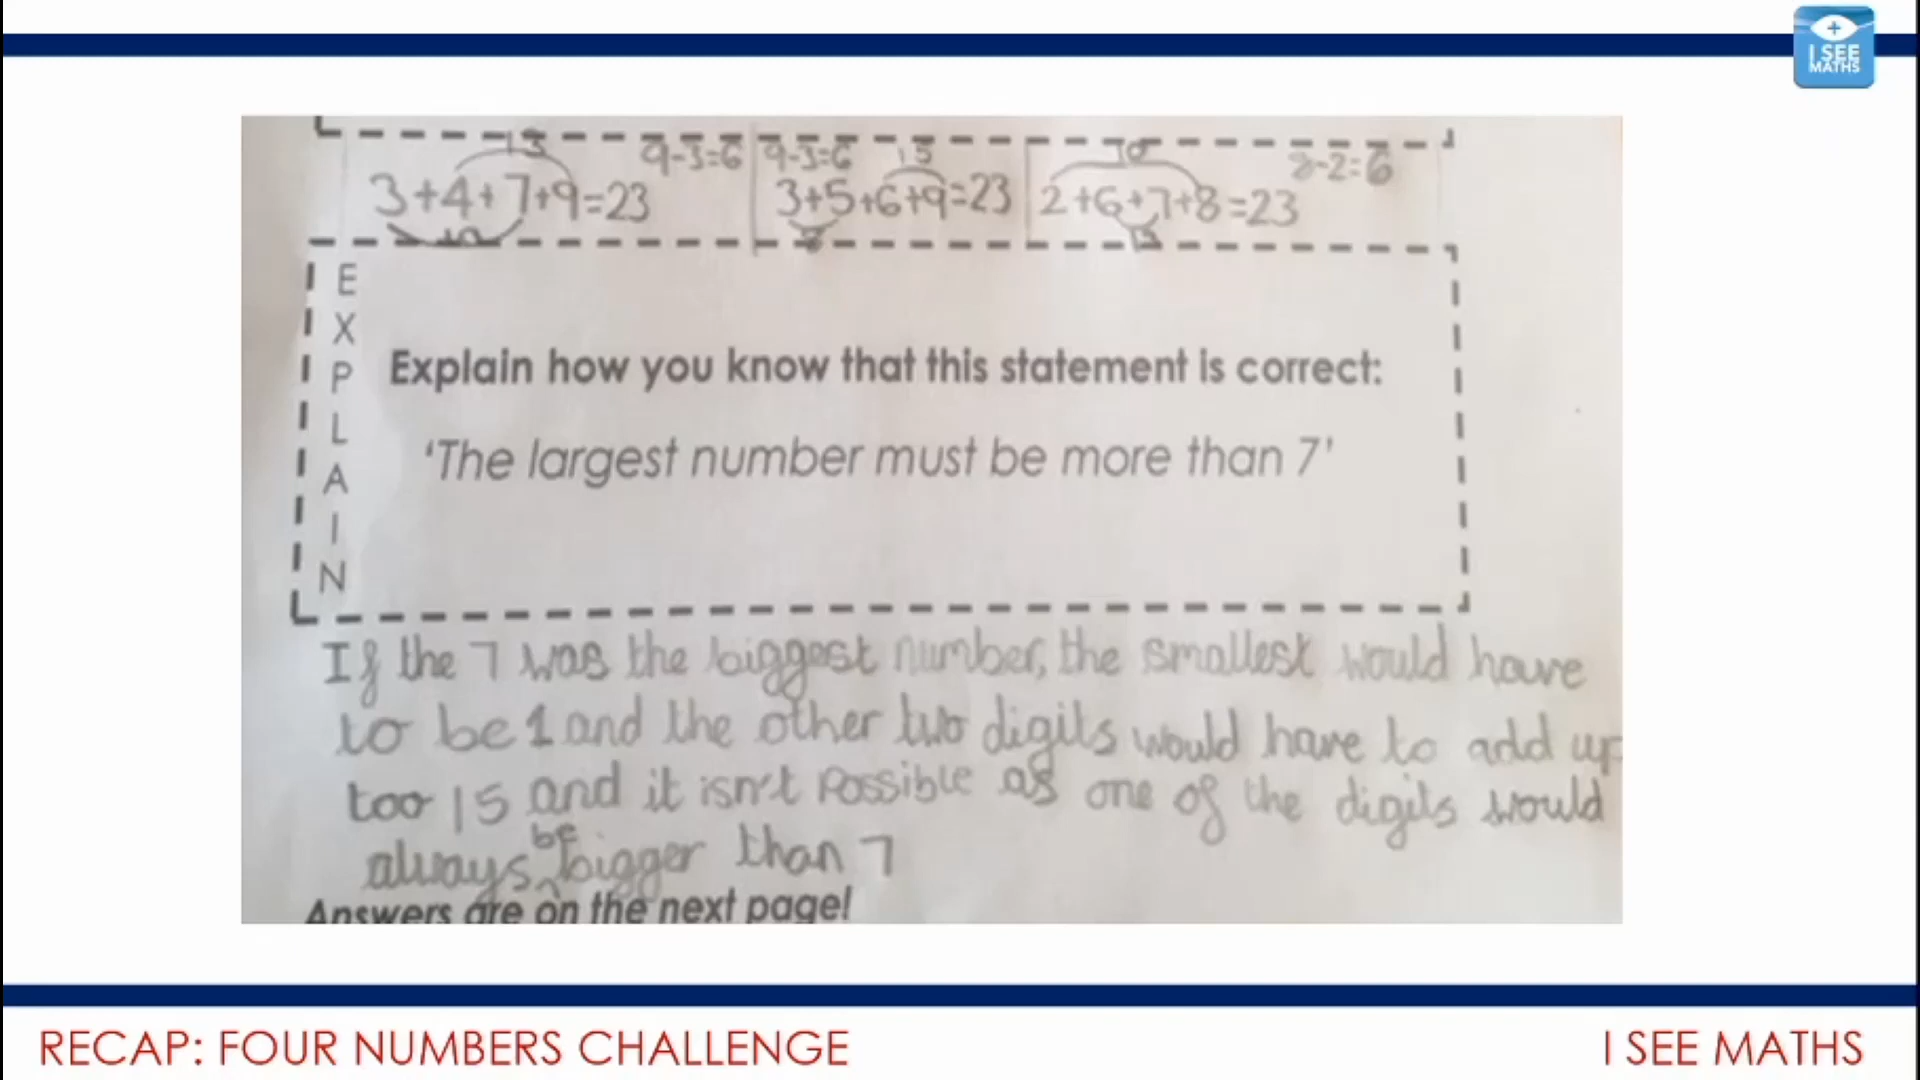 I SEE
MATHS
13 9-3=6 9-3=6 15 10 8-2=6
3+4+7+9=23 3+5+6+9=23 2+6+7+8=23
10 8
EXPLAIN
Explain how you know that this statement is correct:
'The largest number must be more than 7'
If the 7 was the biggest number, the smallest would have
to be 1 and the other two digits would have to add up
too 15 and it isn't possible as one of the digits would
always be bigger than 7
Answers are on the next page!
RECAP: FOUR NUMBERS CHALLENGE
I SEE MATHS